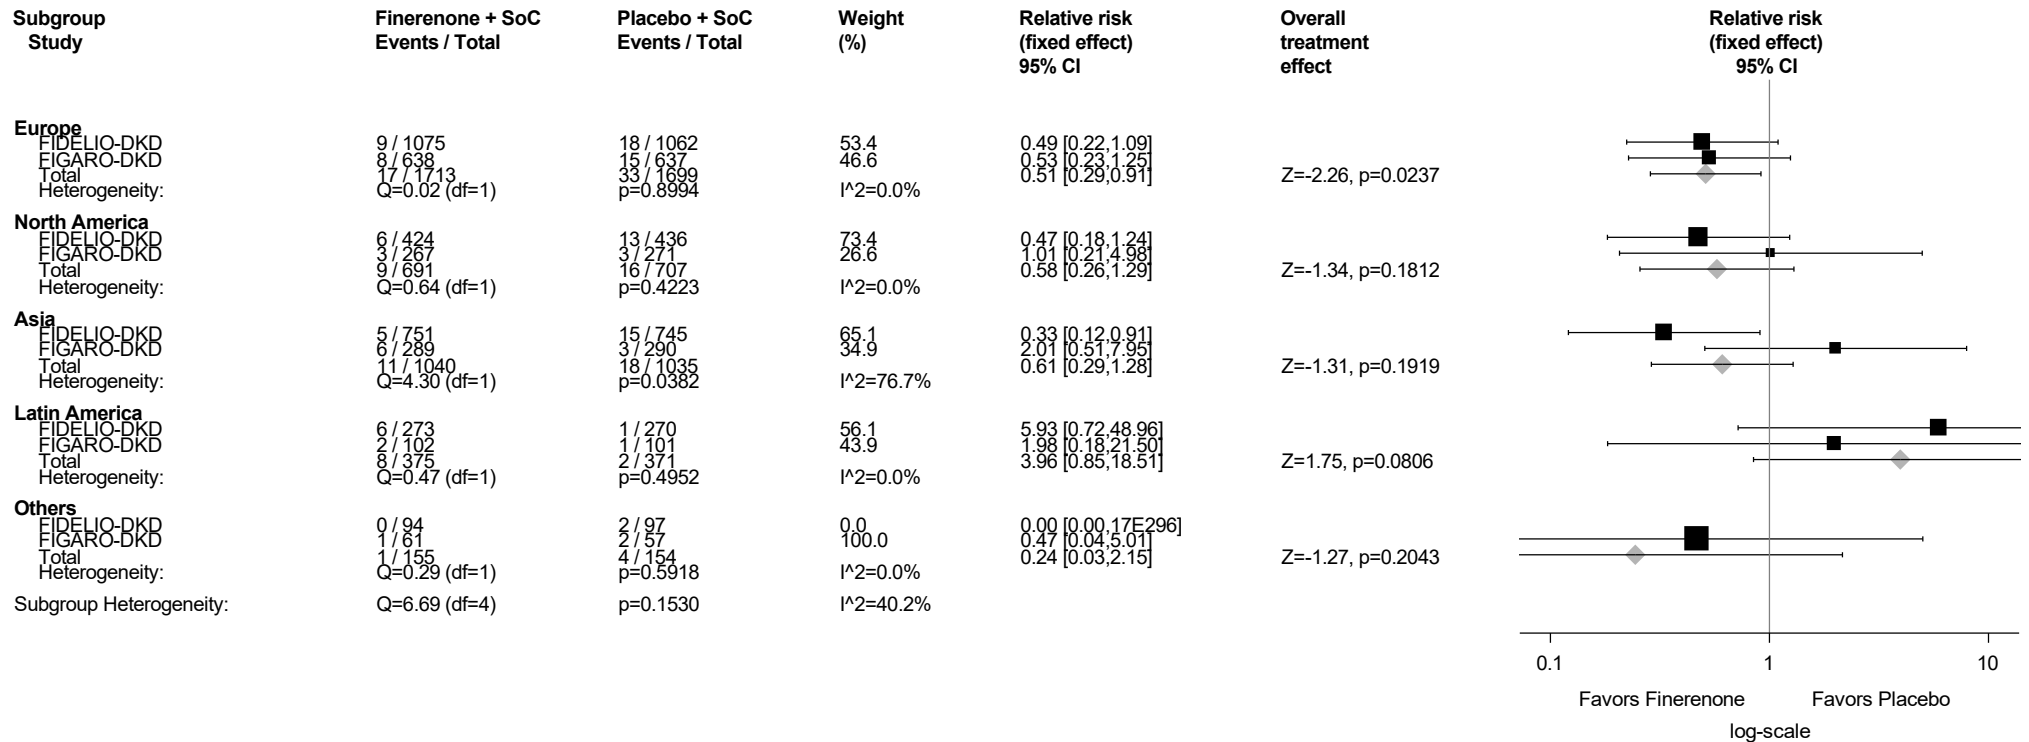 Subgroup Finerenone + SoC Placebo + SoC Weight Relative risk Overall Relative risk
Study Events / Total Events / Total (%) (fixed effect) treatment (fixed effect)
95% CI effect 95% CI
Europe
FIDELIO-DKD 9 / 1075 18 / 1062 53.4 0.49 [0.22,1.09]
FIGARO-DKD 8 / 638 15 / 637 46.6 0.53 [0.23,1.25]
Total 17 / 1713 33 / 1699 0.51 [0.29,0.91] Z=-2.26, p=0.0237
Heterogeneity: Q=0.02 (df=1) p=0.8994 I^2=0.0%
North America
FIDELIO-DKD 6 / 424 13 / 436 73.4 0.47 [0.18,1.24]
FIGARO-DKD 3 / 267 3 / 271 26.6 1.01 [0.21,4.98]
Total 9 / 691 16 / 707 0.58 [0.26,1.29] Z=-1.34, p=0.1812
Heterogeneity: Q=0.64 (df=1) p=0.4223 I^2=0.0%
Asia
FIDELIO-DKD 5 / 751 15 / 745 65.1 0.33 [0.12,0.91]
FIGARO-DKD 6 / 289 3 / 290 34.9 2.01 [0.51,7.95]
Total 11 / 1040 18 / 1035 0.61 [0.29,1.28] Z=-1.31, p=0.1919
Heterogeneity: Q=4.30 (df=1) p=0.0382 I^2=76.7%
Latin America
FIDELIO-DKD 6 / 273 1 / 270 56.1 5.93 [0.72,48.96]
FIGARO-DKD 2 / 102 1 / 101 43.9 1.98 [0.18,21.50]
Total 8 / 375 2 / 371 3.96 [0.85,18.51] Z=1.75, p=0.0806
Heterogeneity: Q=0.47 (df=1) p=0.4952 I^2=0.0%
Others
FIDELIO-DKD 0 / 94 2 / 97 0.0 0.00 [0.00,17E296]
FIGARO-DKD 1 / 61 2 / 57 100.0 0.47 [0.04,5.01]
Total 1 / 155 4 / 154 0.24 [0.03,2.15] Z=-1.27, p=0.2043
Heterogeneity: Q=0.29 (df=1) p=0.5918 I^2=0.0%
Subgroup Heterogeneity: Q=6.69 (df=4) p=0.1530 I^2=40.2%
0.1 1 10
Favors Finerenone Favors Placebo
log-scale